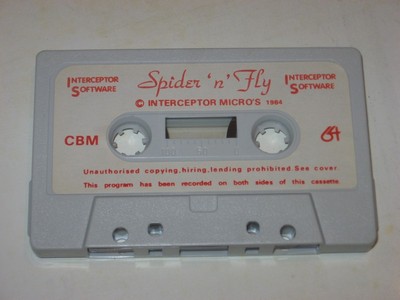 INTERCEPTOR SOFTWARE
Spider 'n' Fly
INTERCEPTOR SOFTWARE
© INTERCEPTOR MICRO'S 1984
CBM
64
Unauthorised copying,hiring,lending prohibited.See cover
This program has been recorded on both sides of this cassette.